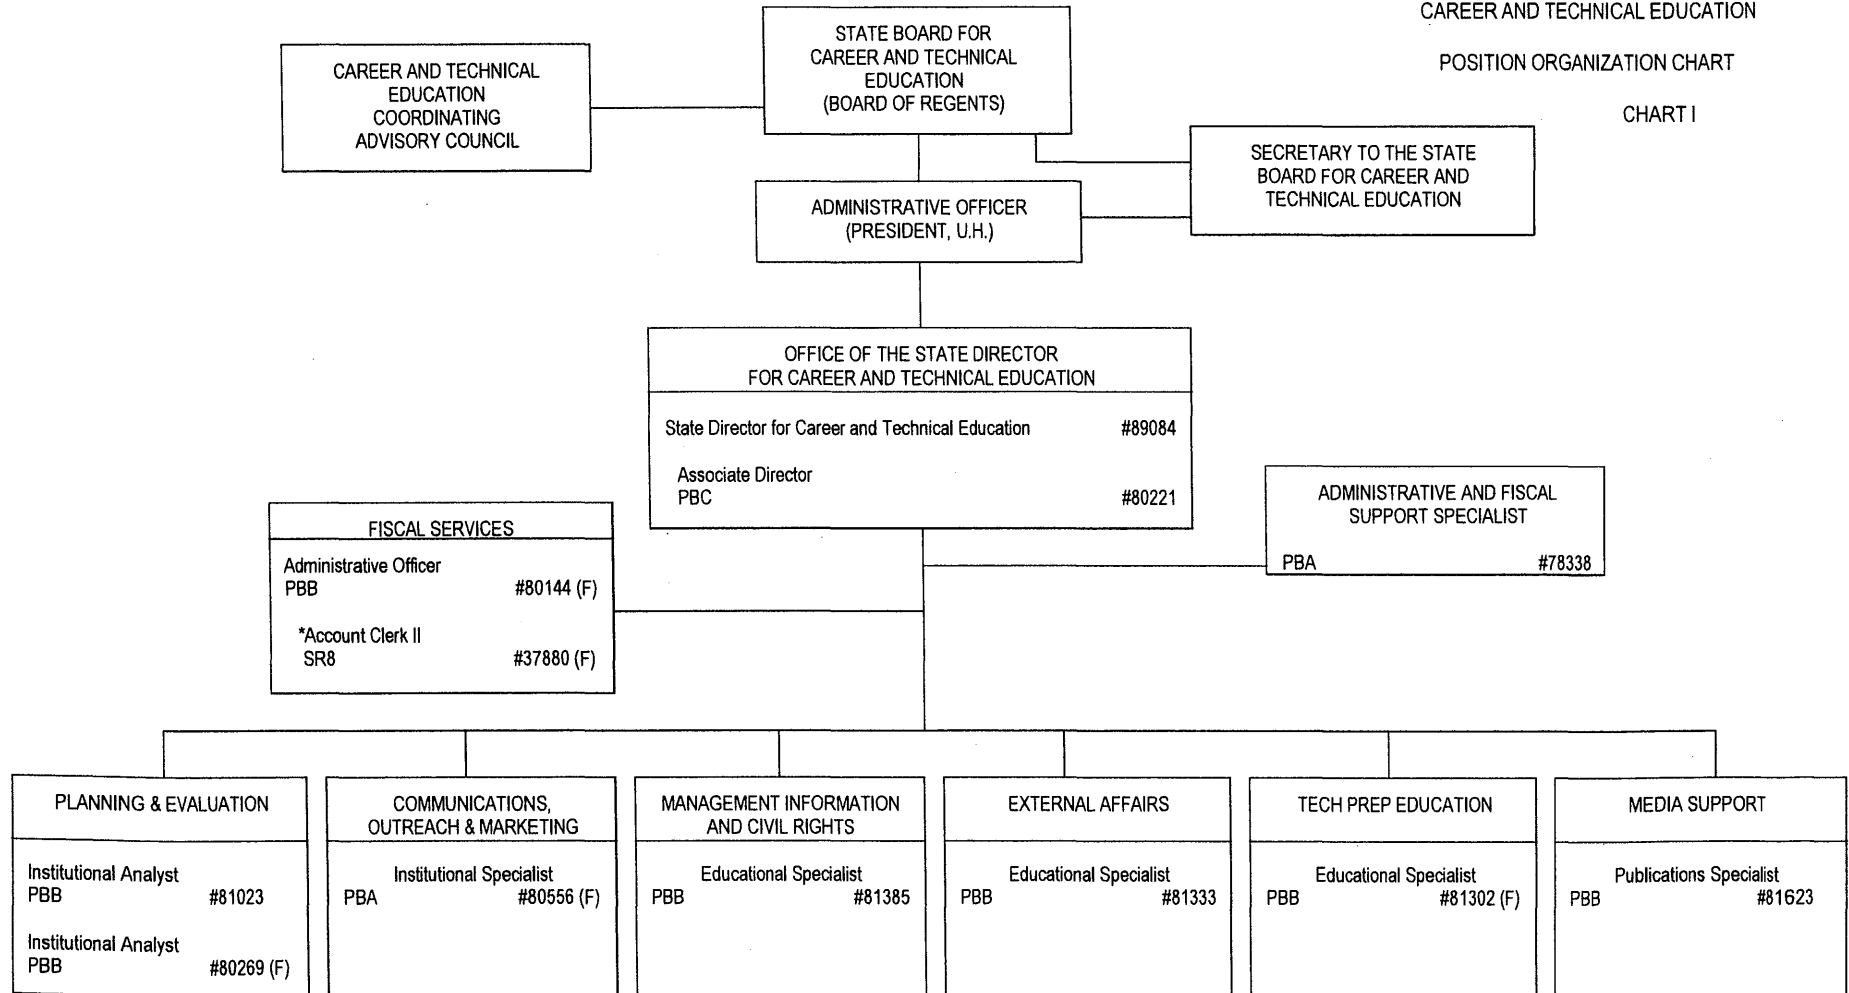 CAREER AND TECHNICAL EDUCATION
POSITION ORGANIZATION CHART
CHART I
STATE BOARD FOR
CAREER AND TECHNICAL
EDUCATION
(BOARD OF REGENTS)
CAREER AND TECHNICAL
EDUCATION
COORDINATING
ADVISORY COUNCIL
SECRETARY TO THE STATE
BOARD FOR CAREER AND
TECHNICAL EDUCATION
ADMINISTRATIVE OFFICER
(PRESIDENT, U.H.)
OFFICE OF THE STATE DIRECTOR
FOR CAREER AND TECHNICAL EDUCATION
State Director for Career and Technical Education #89084
Associate Director
PBC #80221
ADMINISTRATIVE AND FISCAL
SUPPORT SPECIALIST
PBA #78338
FISCAL SERVICES
Administrative Officer
PBB #80144 (F)
*Account Clerk II
SR8 #37880 (F)
PLANNING & EVALUATION
Institutional Analyst
PBB #81023
Institutional Analyst
PBB #80269 (F)
COMMUNICATIONS,
OUTREACH & MARKETING
Institutional Specialist
PBA #80556 (F)
MANAGEMENT INFORMATION
AND CIVIL RIGHTS
Educational Specialist
PBB #81385
EXTERNAL AFFAIRS
Educational Specialist
PBB #81333
TECH PREP EDUCATION
Educational Specialist
PBB #81302 (F)
MEDIA SUPPORT
Publications Specialist
PBB #81623